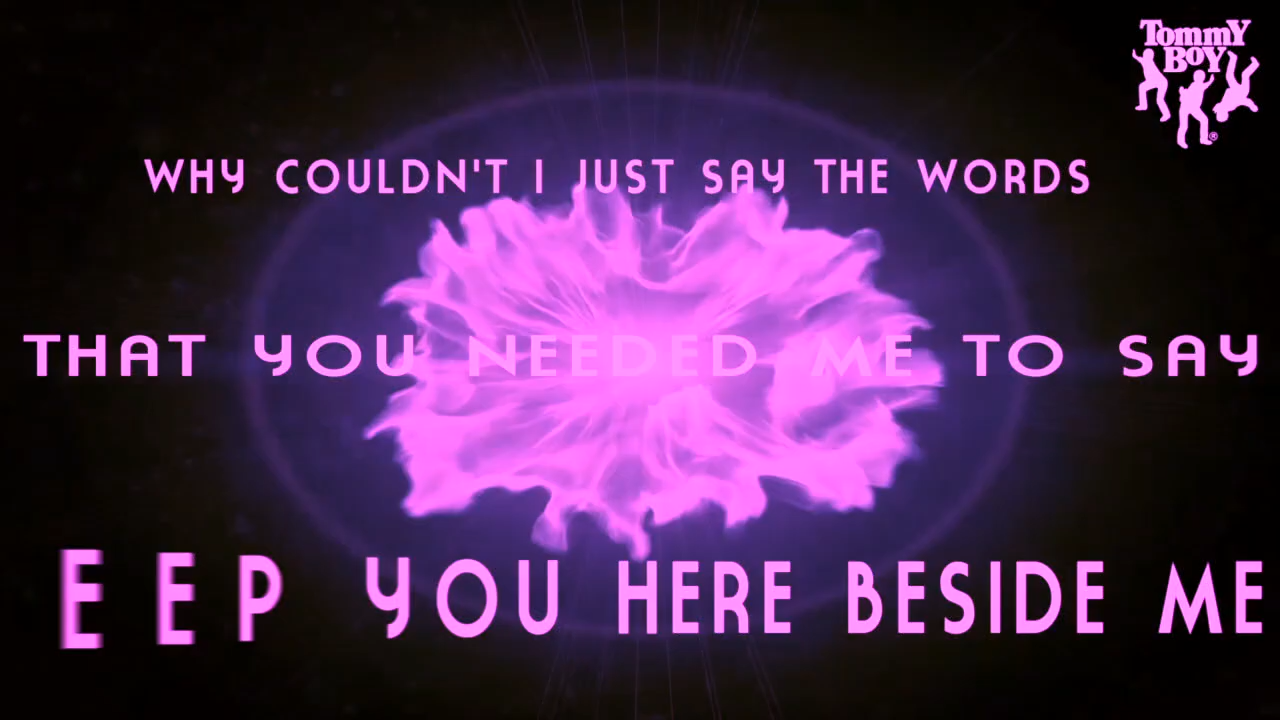 TOMMY
BOY
®
WHY COULDN'T I JUST SAY THE WORDS
THAT YOU NEEDED ME TO SAY
EEP YOU HERE BESIDE ME